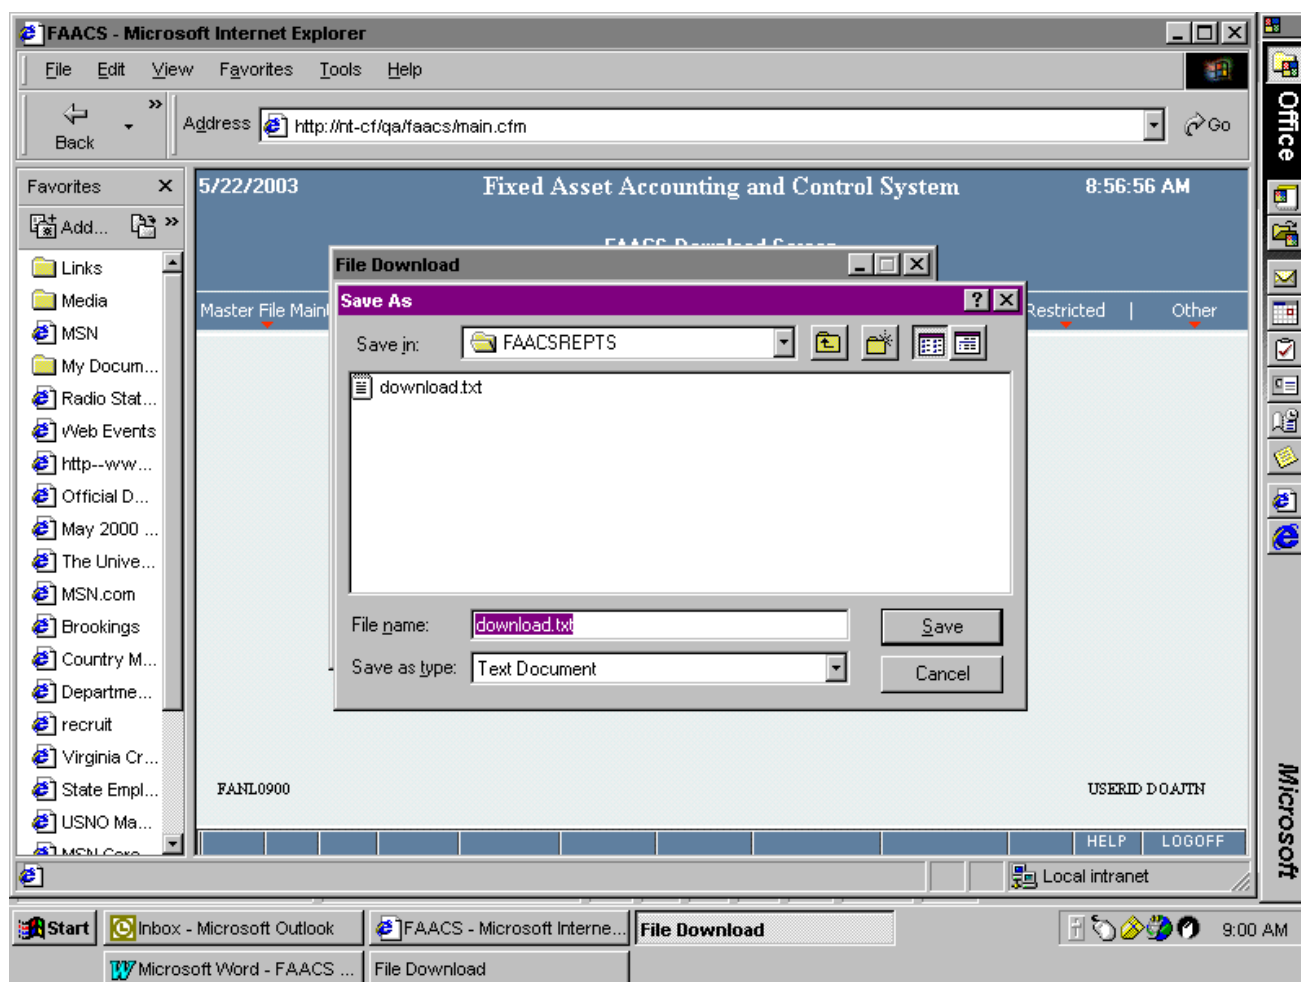 FAACS - Microsoft Internet Explorer
File Edit View Favorites Tools Help
Back
Address http://nt-cf/qa/faacs/main.cfm
Go
Office
Favorites
Add...
5/22/2003 Fixed Asset Accounting and Control System 8:56:56 AM
FAACS Download Screen
Master File Main
Restricted | Other
Links
Media
MSN
My Docum...
Radio Stat...
Web Events
http--ww...
Official D...
May 2000 ...
The Unive...
MSN.com
Brookings
Country M...
Departme...
recruit
Virginia Cr...
State Empl...
USNO Ma...
MSN Care
File Download
Save As
Save in: FAACSREPTS
download.txt
File name: download.txt
Save
Save as type: Text Document
Cancel
FANL0900
USERID DOAJTN
HELP LOGOFF
Local intranet
Microsoft
Start
Inbox - Microsoft Outlook
FAACS - Microsoft Interne...
File Download
9:00 AM
Microsoft Word - FAACS ...
File Download